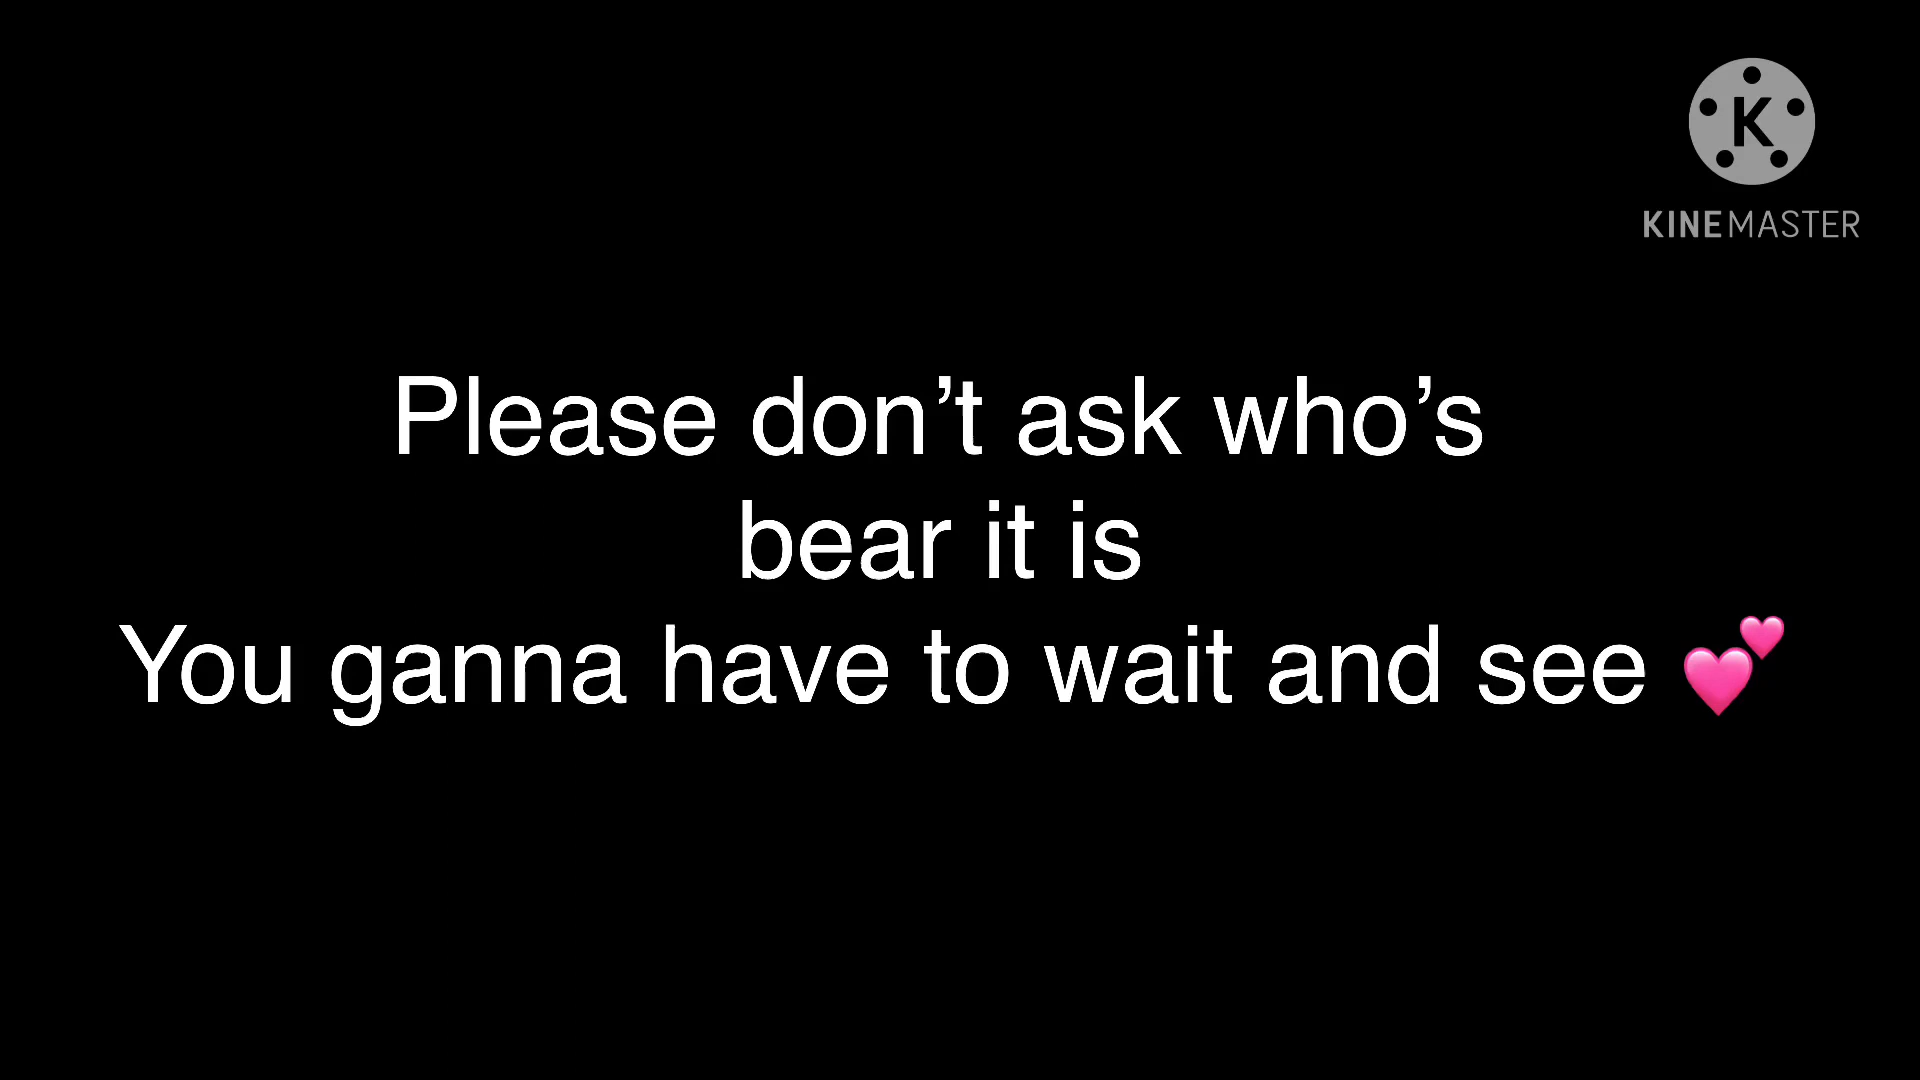 K
KINEMASTER
Please don’t ask who’s
bear it is
You ganna have to wait and see 💕